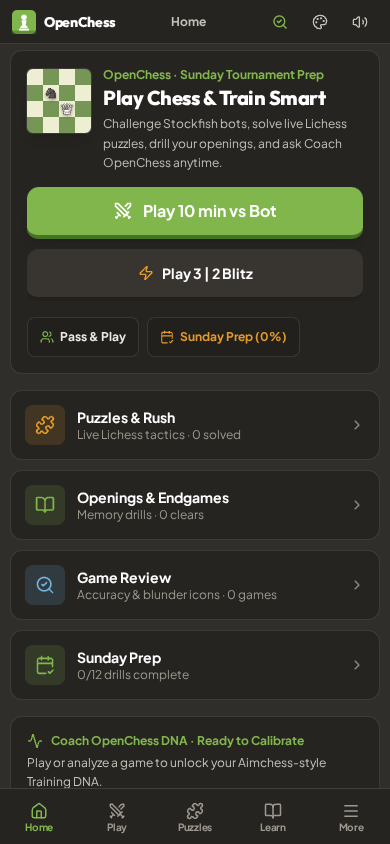 OpenChess
Home
OpenChess · Sunday Tournament Prep
Play Chess & Train Smart
Challenge Stockfish bots, solve live Lichess
puzzles, drill your openings, and ask Coach
OpenChess anytime.
Play 10 min vs Bot
Play 3 | 2 Blitz
Pass & Play
Sunday Prep (0%)
Puzzles & Rush
Live Lichess tactics · 0 solved
Openings & Endgames
Memory drills · 0 clears
Game Review
Accuracy & blunder icons · 0 games
Sunday Prep
0/12 drills complete
Coach OpenChess DNA · Ready to Calibrate
Play or analyze a game to unlock your Aimchess-style
Training DNA.
Home
Play
Puzzles
Learn
More